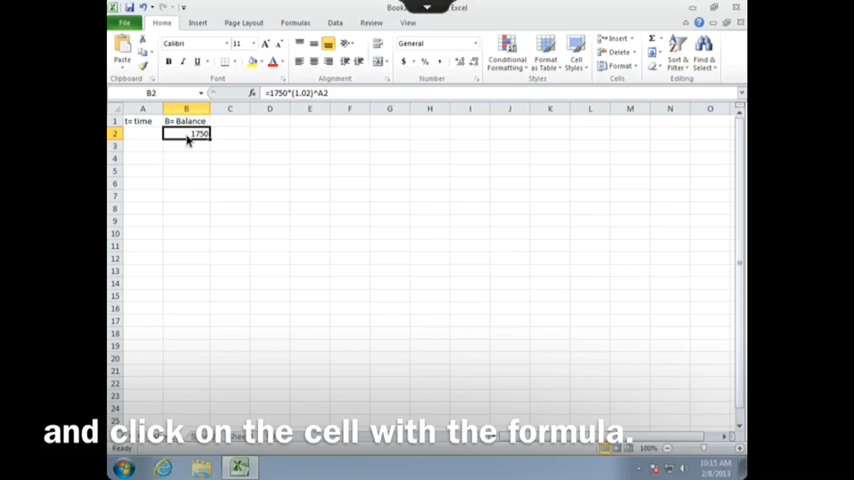 Book Excel
File Home Insert Page Layout Formulas Data Review View
Calibri 11 General
Paste B I U $ % , Conditional Formatting Format as Table Cell Styles Insert Delete Format Sort & Filter Find & Select
Clipboard Font Alignment Number Styles Cells Editing
B2 fx =1750*(1.02)^A2
A B C D E F G H I J K L M N O
1 t= time B= Balance
2 1750
3
4
5
6
7
8
9
10
11
12
13
14
15
16
17
18
19
20
21
22
23
24
25
and click on the cell with the formula.
Ready 100%
10:15 AM
2/8/2013